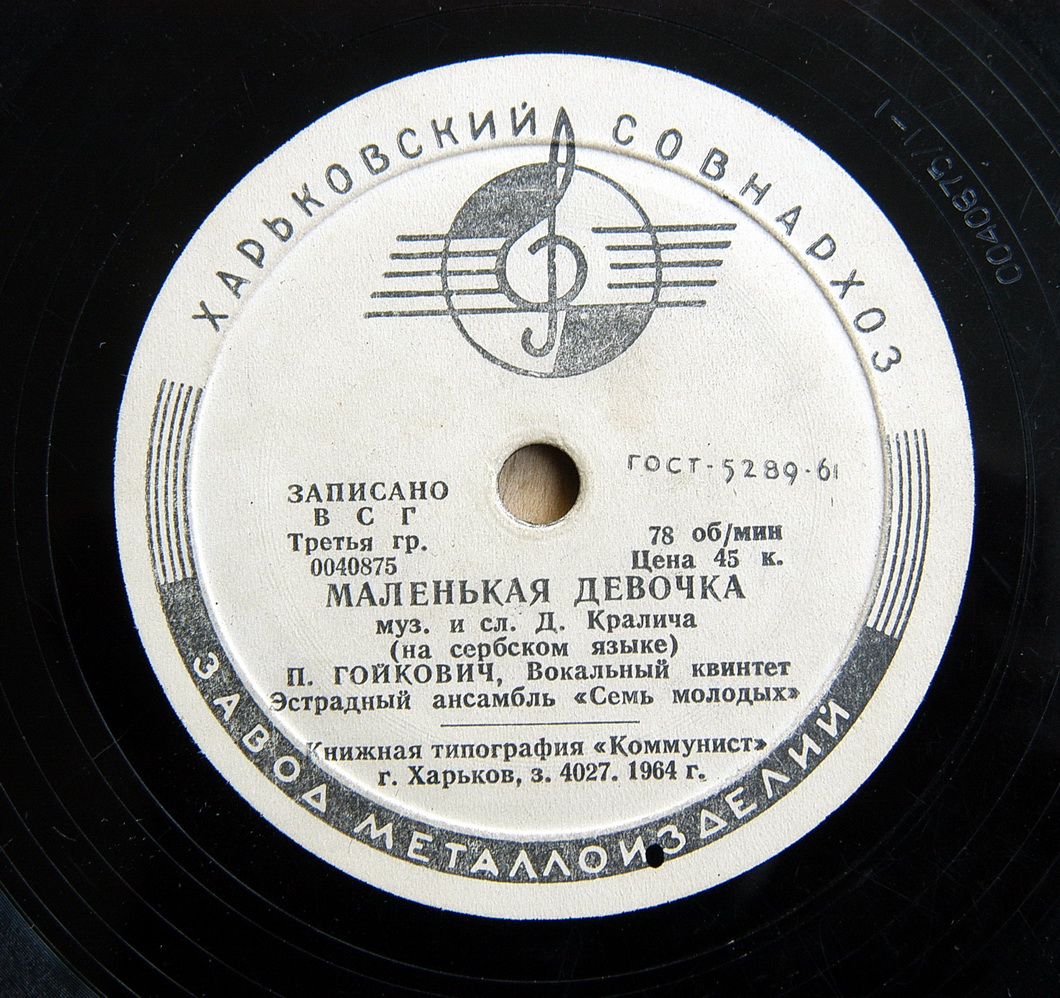 ХАРЬКОВСКИЙ СОВНАРХОЗ
0040875/1-1
ГОСТ-5289-61
ЗАПИСАНО
В С Г
Третья гр.
0040875
78 об/мин
Цена 45 к.
МАЛЕНЬКАЯ ДЕВОЧКА
муз. и сл. Д. Кралича
(на сербском языке)
П. ГОЙКОВИЧ, Вокальный квинтет
Эстрадный ансамбль «Семь молодых»
Книжная типография «Коммунист»
г. Харьков, з. 4027. 1964 г.
ЗАВОД МЕТАЛЛОИЗДЕЛИЙ